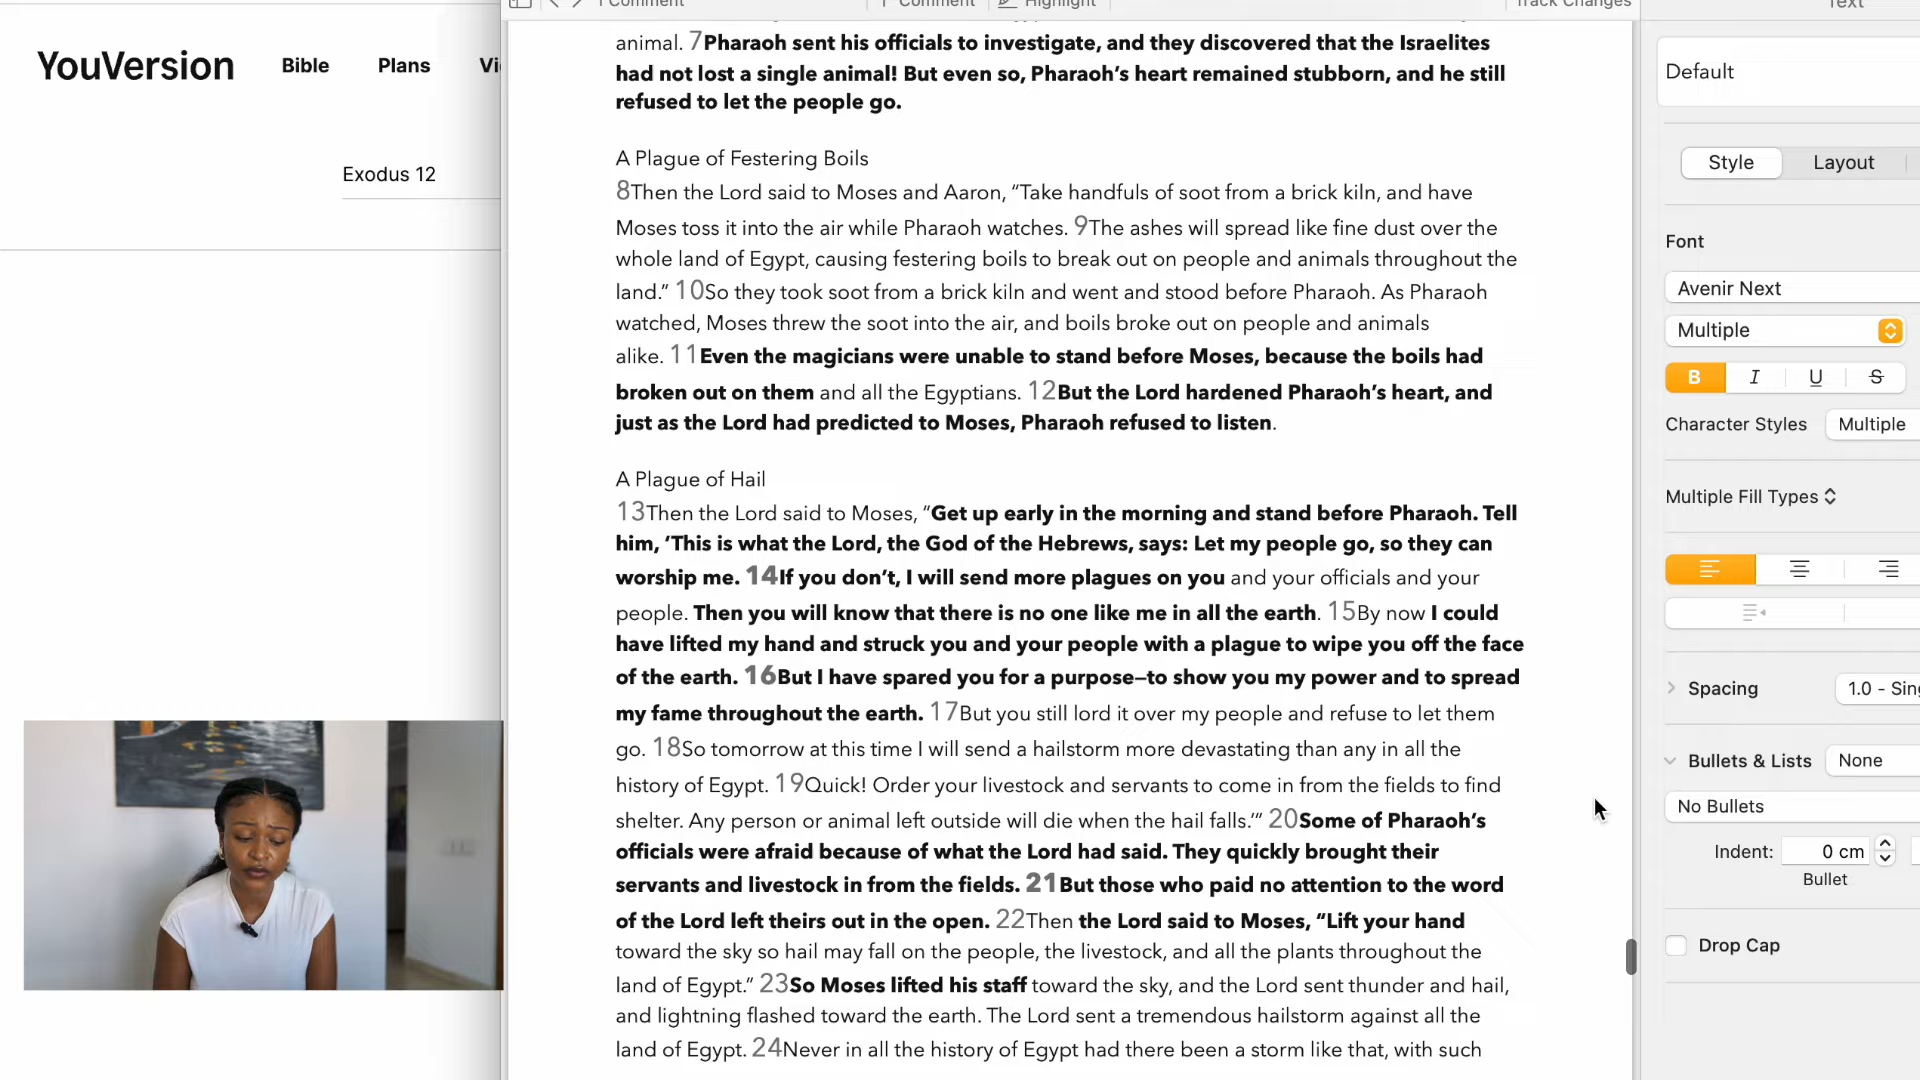 1 Comment
Comment
Highlight
Track Changes
Text
YouVersion
Bible
Plans
Exodus 12
animal. 7Pharaoh sent his officials to investigate, and they discovered that the Israelites
had not lost a single animal! But even so, Pharaoh’s heart remained stubborn, and he still
refused to let the people go.
A Plague of Festering Boils
8Then the Lord said to Moses and Aaron, “Take handfuls of soot from a brick kiln, and have
Moses toss it into the air while Pharaoh watches. 9The ashes will spread like fine dust over the
whole land of Egypt, causing festering boils to break out on people and animals throughout the
land.” 10So they took soot from a brick kiln and went and stood before Pharaoh. As Pharaoh
watched, Moses threw the soot into the air, and boils broke out on people and animals
alike. 11Even the magicians were unable to stand before Moses, because the boils had
broken out on them and all the Egyptians. 12But the Lord hardened Pharaoh’s heart, and
just as the Lord had predicted to Moses, Pharaoh refused to listen.
A Plague of Hail
13Then the Lord said to Moses, “Get up early in the morning and stand before Pharaoh. Tell
him, ‘This is what the Lord, the God of the Hebrews, says: Let my people go, so they can
worship me. 14If you don’t, I will send more plagues on you and your officials and your
people. Then you will know that there is no one like me in all the earth. 15By now I could
have lifted my hand and struck you and your people with a plague to wipe you off the face
of the earth. 16But I have spared you for a purpose—to show you my power and to spread
my fame throughout the earth. 17But you still lord it over my people and refuse to let them
go. 18So tomorrow at this time I will send a hailstorm more devastating than any in all the
history of Egypt. 19Quick! Order your livestock and servants to come in from the fields to find
shelter. Any person or animal left outside will die when the hail falls.’” 20Some of Pharaoh’s
officials were afraid because of what the Lord had said. They quickly brought their
servants and livestock in from the fields. 21But those who paid no attention to the word
of the Lord left theirs out in the open. 22Then the Lord said to Moses, “Lift your hand
toward the sky so hail may fall on the people, the livestock, and all the plants throughout the
land of Egypt.” 23So Moses lifted his staff toward the sky, and the Lord sent thunder and hail,
and lightning flashed toward the earth. The Lord sent a tremendous hailstorm against all the
land of Egypt. 24Never in all the history of Egypt had there been a storm like that, with such
Default
Style
Layout
Font
Avenir Next
Multiple
B I U S
Character Styles
Multiple
Multiple Fill Types
Spacing
1.0 -
Bullets & Lists
None
No Bullets
Indent:
0 cm
Bullet
Drop Cap